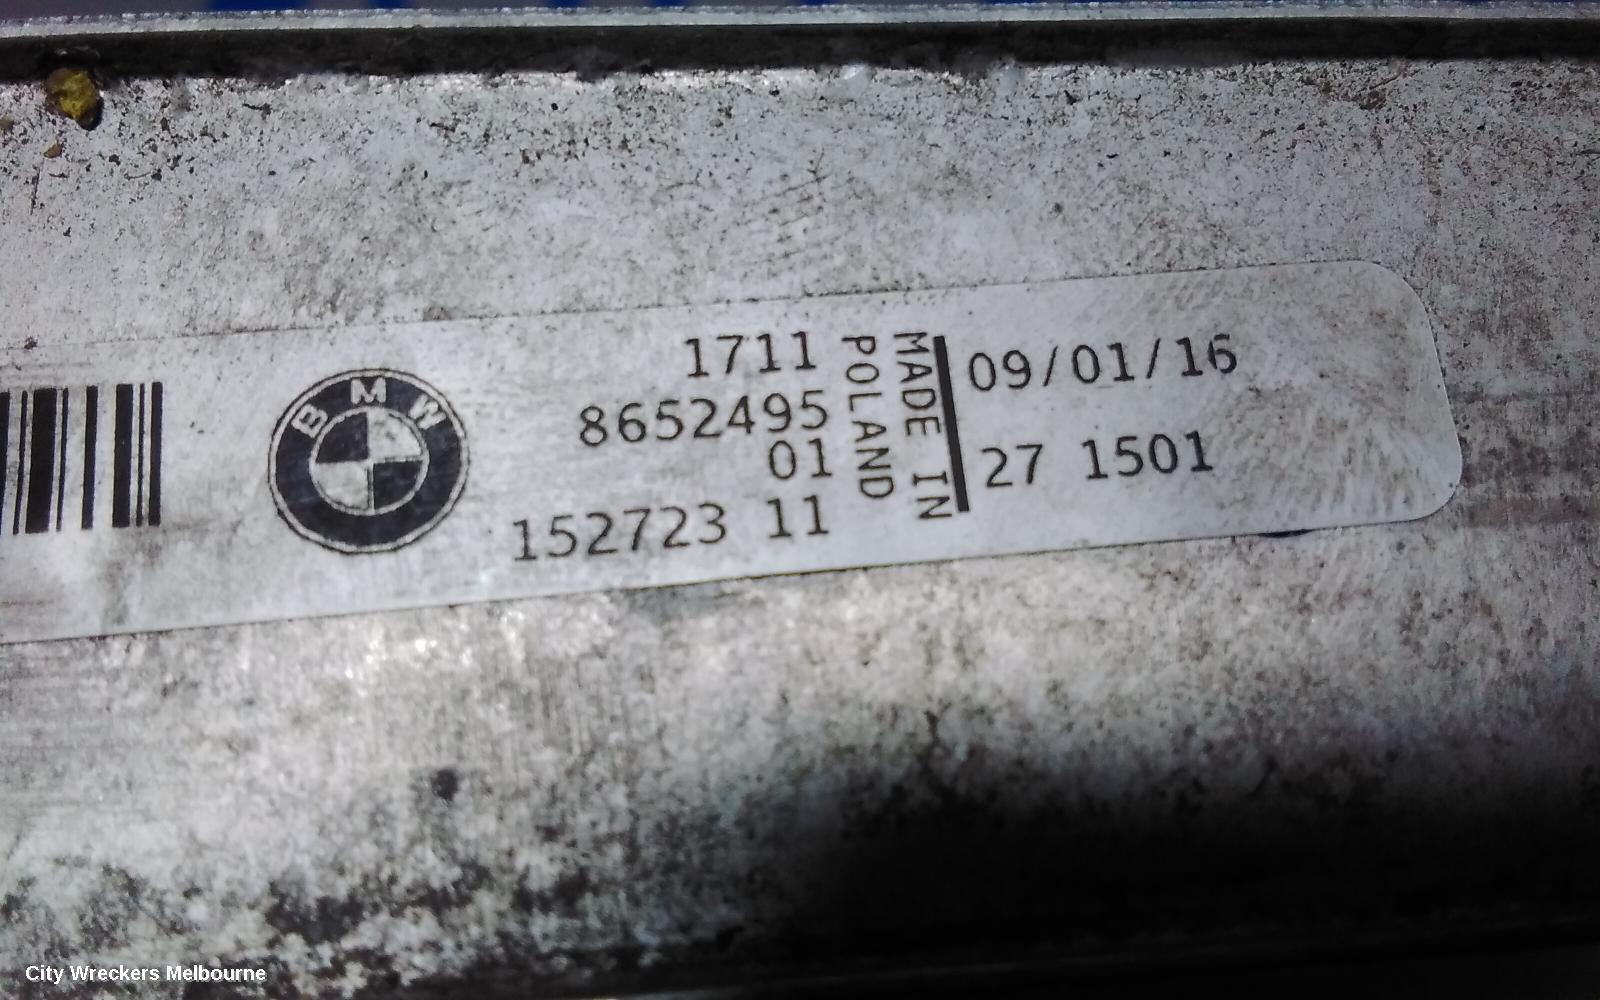 BMW
1711
8652495
01
152723 11
MADE IN
POLAND
09/01/16
27 1501
City Wreckers Melbourne